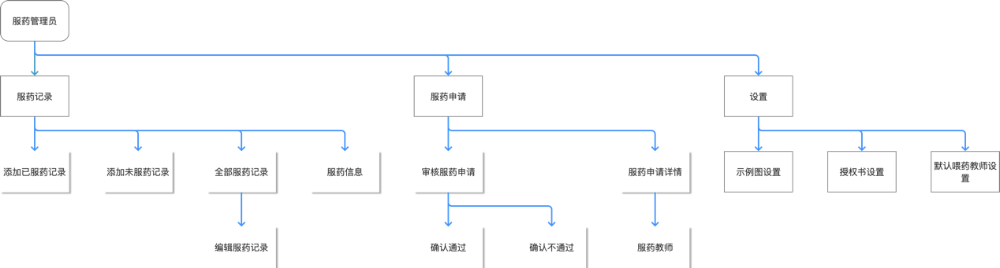 服药管理员
服药记录
服药申请
设置
添加已服药记录
添加未服药记录
全部服药记录
服药信息
审核服药申请
服药申请详情
示例图设置
授权书设置
默认喂药教师设
置
编辑服药记录
确认通过
确认不通过
服药教师